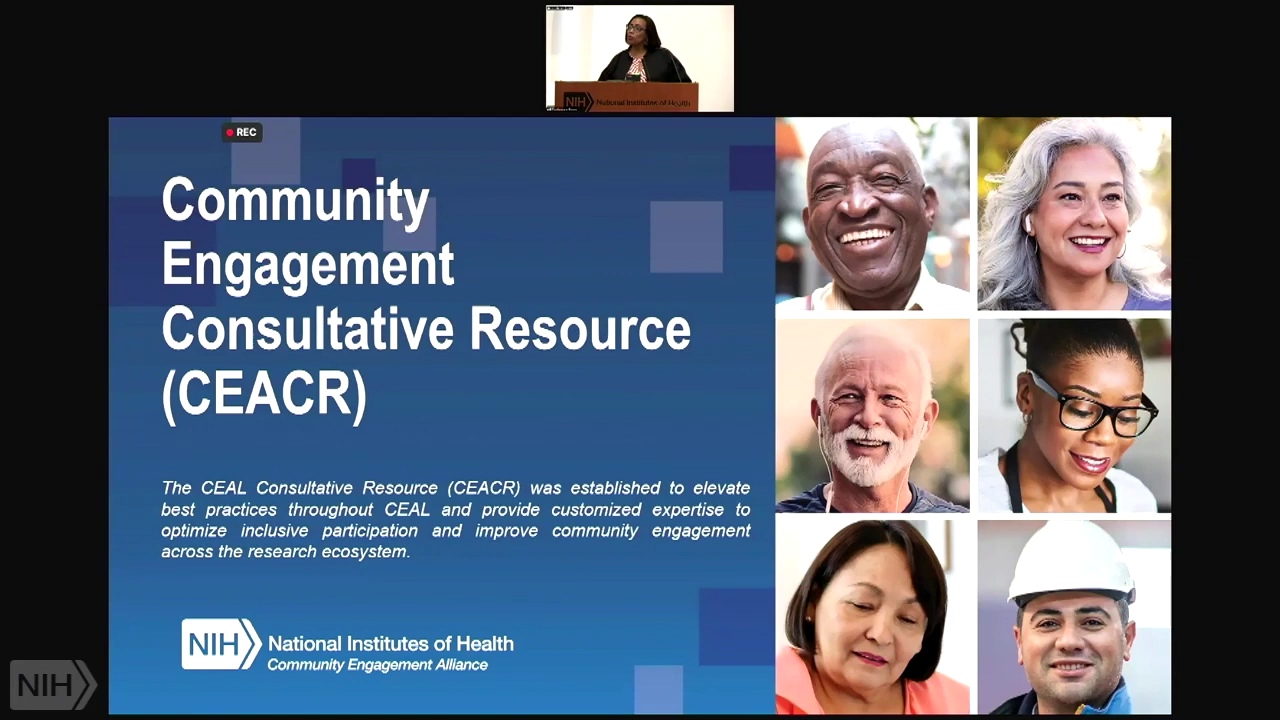 NIH National Institutes of Health
REC
Community
Engagement
Consultative Resource
(CEACR)
The CEAL Consultative Resource (CEACR) was established to elevate
best practices throughout CEAL and provide customized expertise to
optimize inclusive participation and improve community engagement
across the research ecosystem.
NIH National Institutes of Health
Community Engagement Alliance
NIH